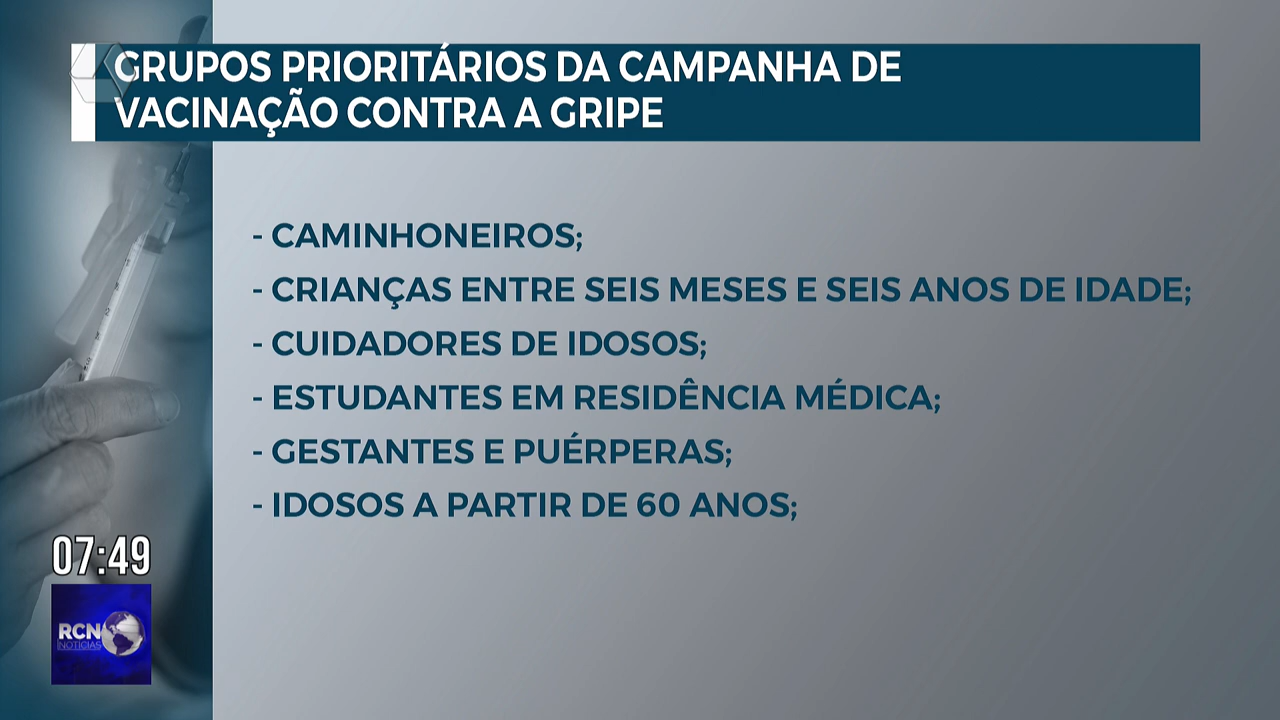 GRUPOS PRIORITÁRIOS DA CAMPANHA DE
VACINAÇÃO CONTRA A GRIPE
- CAMINHONEIROS;
- CRIANÇAS ENTRE SEIS MESES E SEIS ANOS DE IDADE;
- CUIDADORES DE IDOSOS;
- ESTUDANTES EM RESIDÊNCIA MÉDICA;
- GESTANTES E PUÉRPERAS;
- IDOSOS A PARTIR DE 60 ANOS;
07:49
RCN
NOTÍCIAS